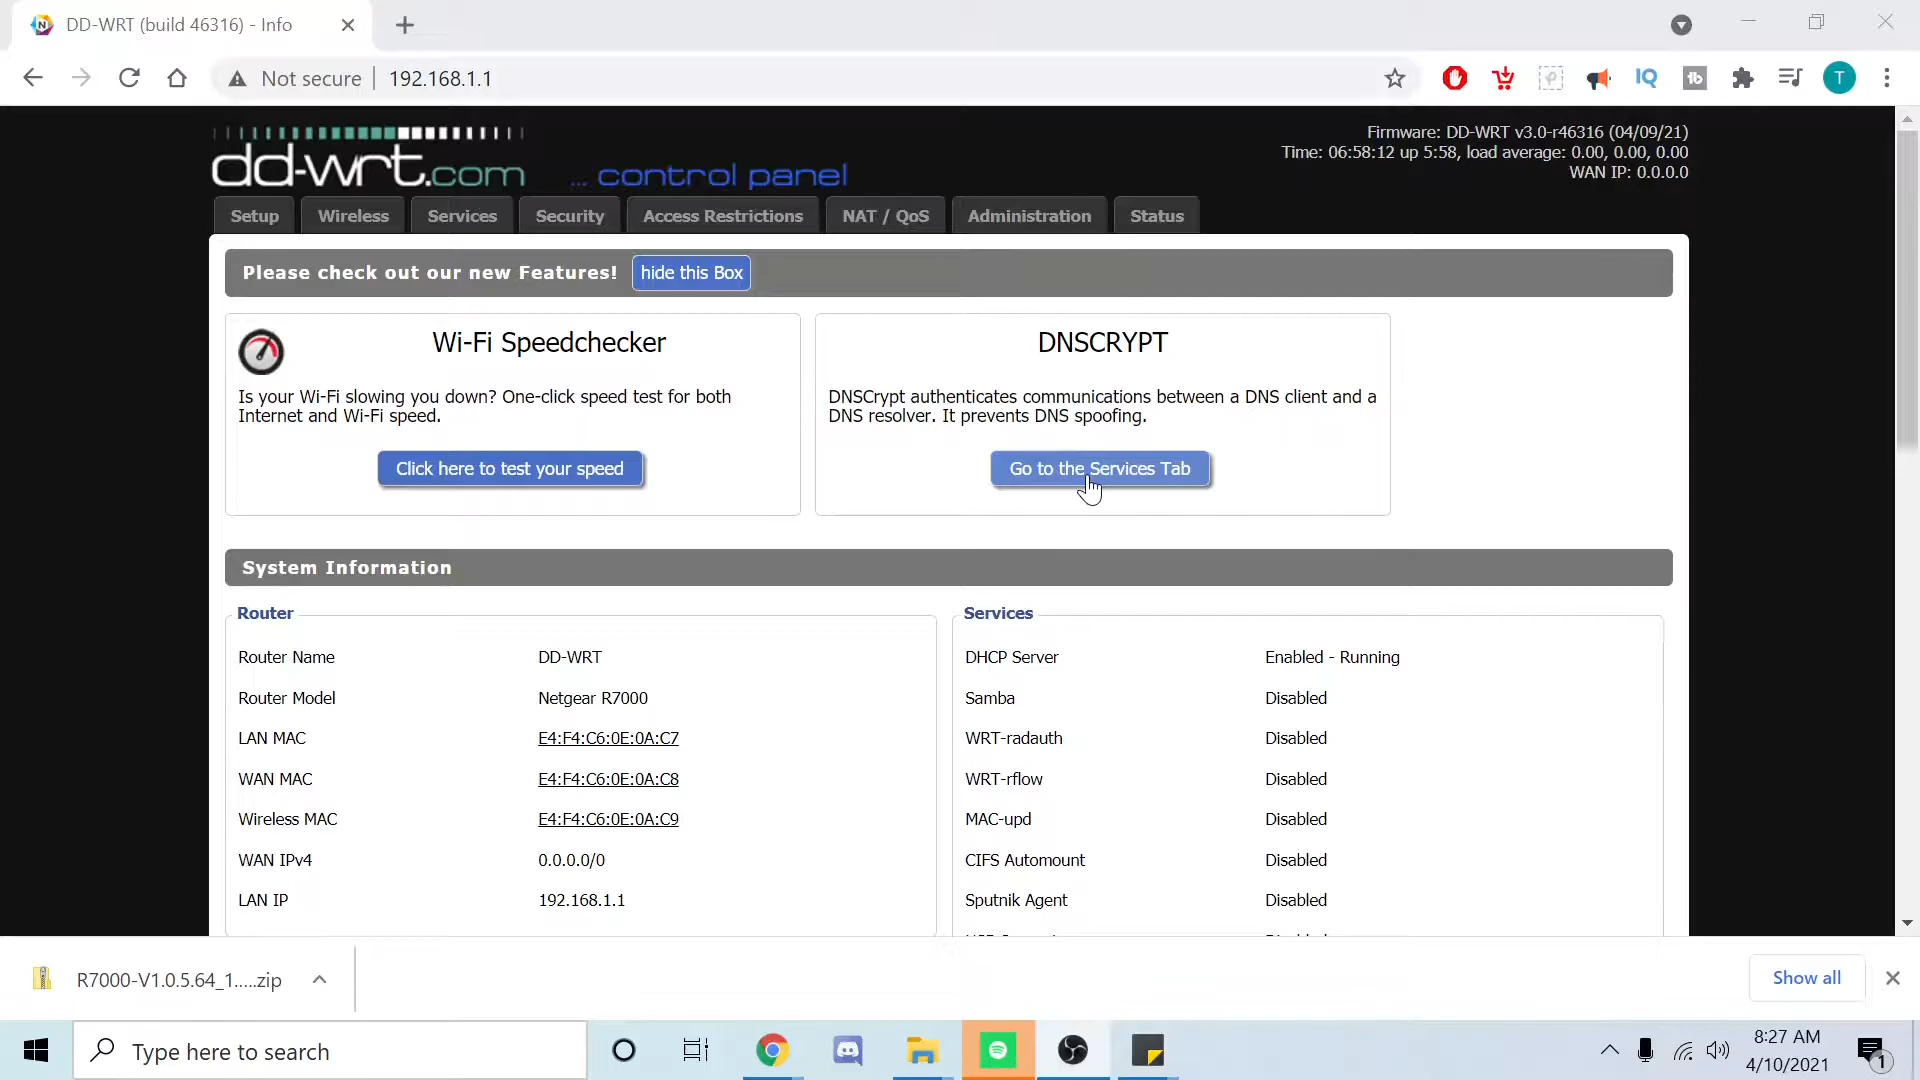 DD-WRT (build 46316) - Info
Not secure
192.168.1.1
IQ
tb
T
dd-wrt.com
... control panel
Firmware: DD-WRT v3.0-r46316 (04/09/21)
Time: 06:58:12 up 5:58, load average: 0.00, 0.00, 0.00
WAN IP: 0.0.0.0
Setup
Wireless
Services
Security
Access Restrictions
NAT / QoS
Administration
Status
Please check out our new Features!
hide this Box
Wi-Fi Speedchecker
Is your Wi-Fi slowing you down? One-click speed test for both
Internet and Wi-Fi speed.
Click here to test your speed
DNSCRYPT
DNSCrypt authenticates communications between a DNS client and a
DNS resolver. It prevents DNS spoofing.
Go to the Services Tab
System Information
Router
Router Name DD-WRT
Router Model Netgear R7000
LAN MAC E4:F4:C6:0E:0A:C7
WAN MAC E4:F4:C6:0E:0A:C8
Wireless MAC E4:F4:C6:0E:0A:C9
WAN IPv4 0.0.0.0/0
LAN IP 192.168.1.1
Services
DHCP Server Enabled - Running
Samba Disabled
WRT-radauth Disabled
WRT-rflow Disabled
MAC-upd Disabled
CIFS Automount Disabled
Sputnik Agent Disabled
R7000-V1.0.5.64_1.....zip
Show all
Type here to search
8:27 AM
4/10/2021
1